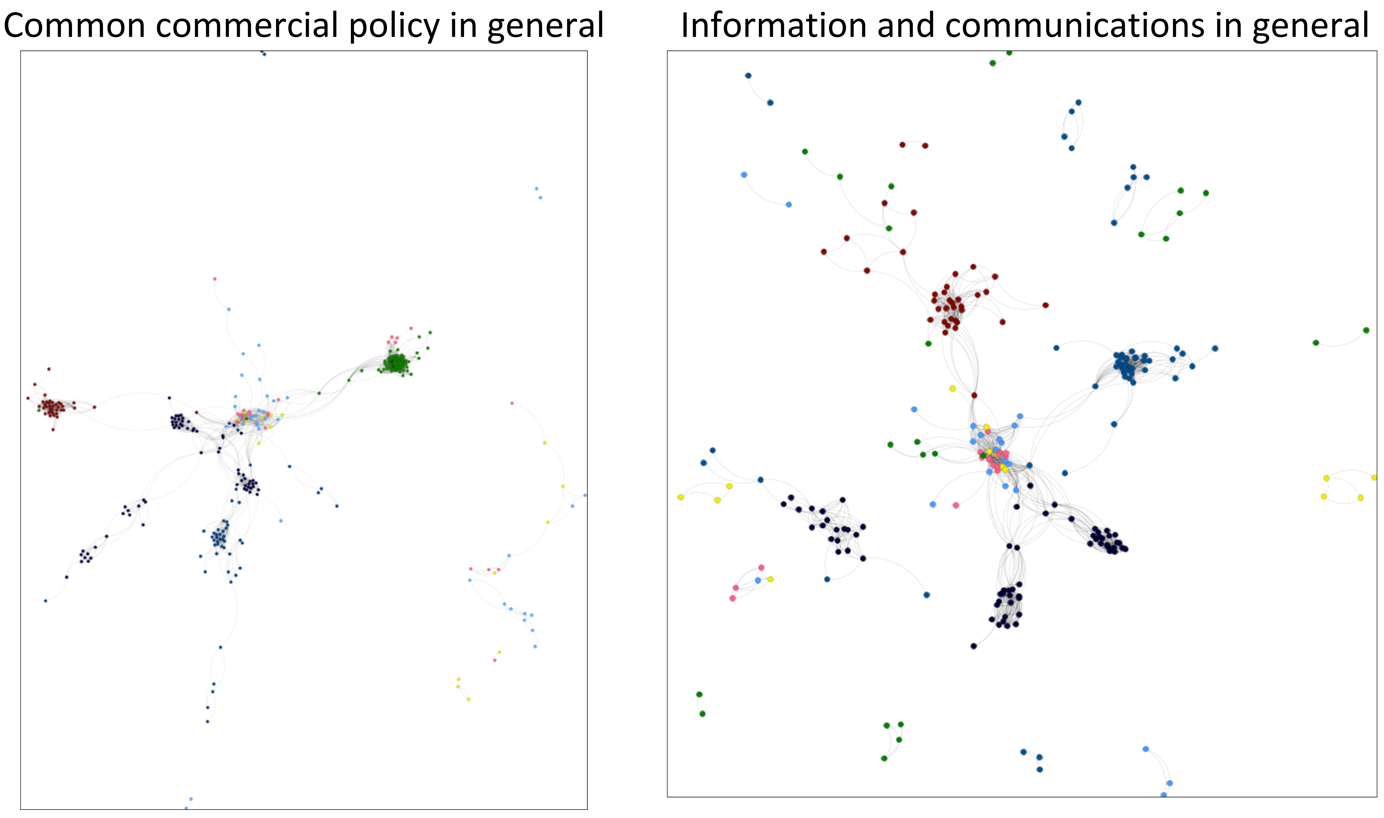 Common commercial policy in general
Information and communications in general